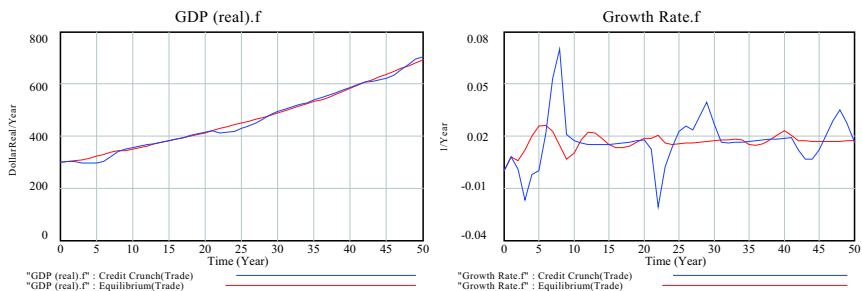 GDP (real).f
800
600
400
200
0
DollarReal/Year
0 5 10 15 20 25 30 35 40 45 50
Time (Year)
"GDP (real).f" : Credit Crunch(Trade)
"GDP (real).f" : Equilibrium(Trade)
Growth Rate.f
0.08
0.05
0.02
-0.01
-0.04
1/Year
0 5 10 15 20 25 30 35 40 45 50
Time (Year)
"Growth Rate.f" : Credit Crunch(Trade)
"Growth Rate.f" : Equilibrium(Trade)